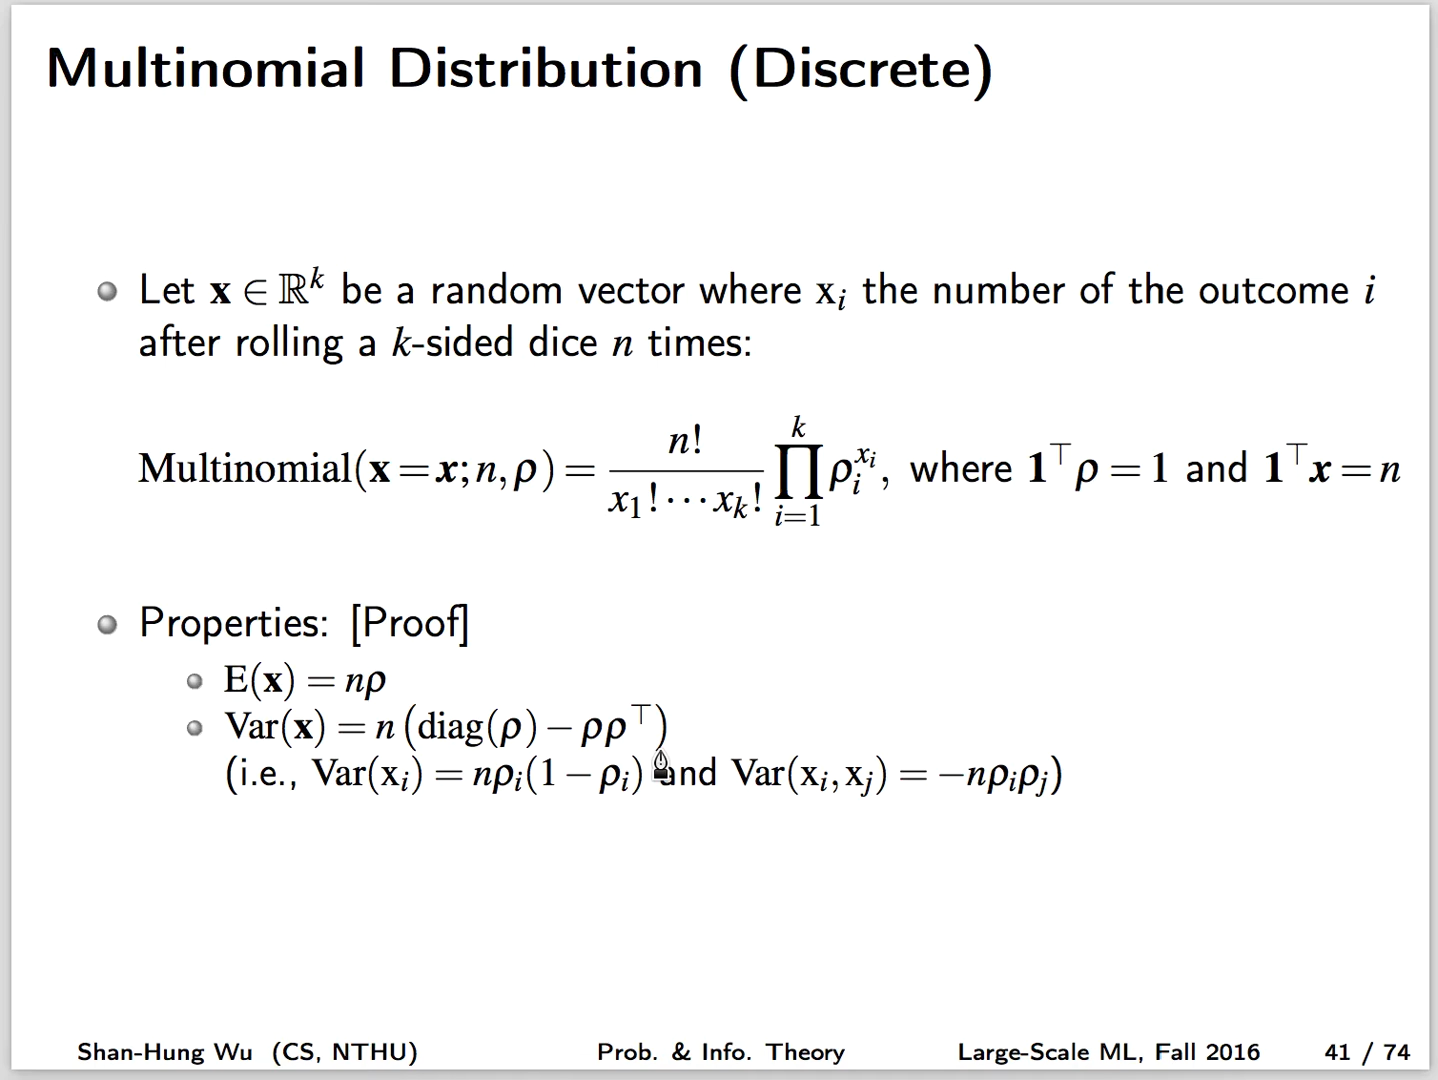 Multinomial Distribution (Discrete)
Let x ∈ ℝ^k be a random vector where x_i the number of the outcome i
after rolling a k-sided dice n times:
Multinomial(x = x; n, ρ) = n! / (x_1! ⋯ x_k!) ∏_{i=1}^{k} ρ_i^{x_i}, where 1^⊤ρ = 1 and 1^⊤x = n
Properties: [Proof]
E(x) = nρ
Var(x) = n (diag(ρ) − ρρ^⊤)
(i.e., Var(x_i) = nρ_i(1 − ρ_i) and Var(x_i, x_j) = −nρ_iρ_j)
Shan-Hung Wu (CS, NTHU) Prob. & Info. Theory Large-Scale ML, Fall 2016 41 / 74